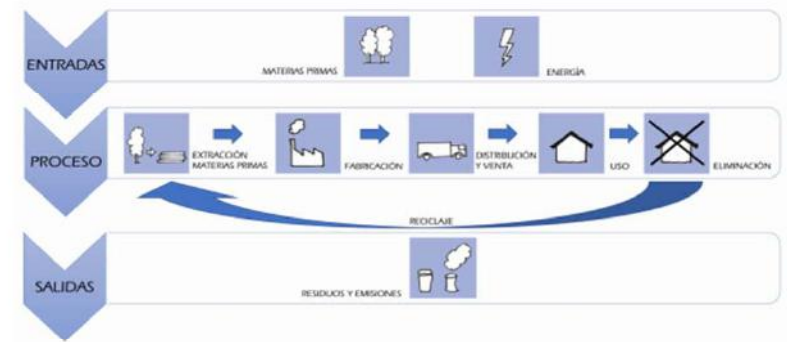 ENTRADAS
MATERIAS PRIMAS
ENERGÍA
PROCESO
EXTRACCIÓN
MATERIAS PRIMAS
FABRICACIÓN
DISTRIBUCIÓN
Y VENTA
USO
ELIMINACIÓN
RECICLAJE
SALIDAS
RESIDUOS Y EMISIONES